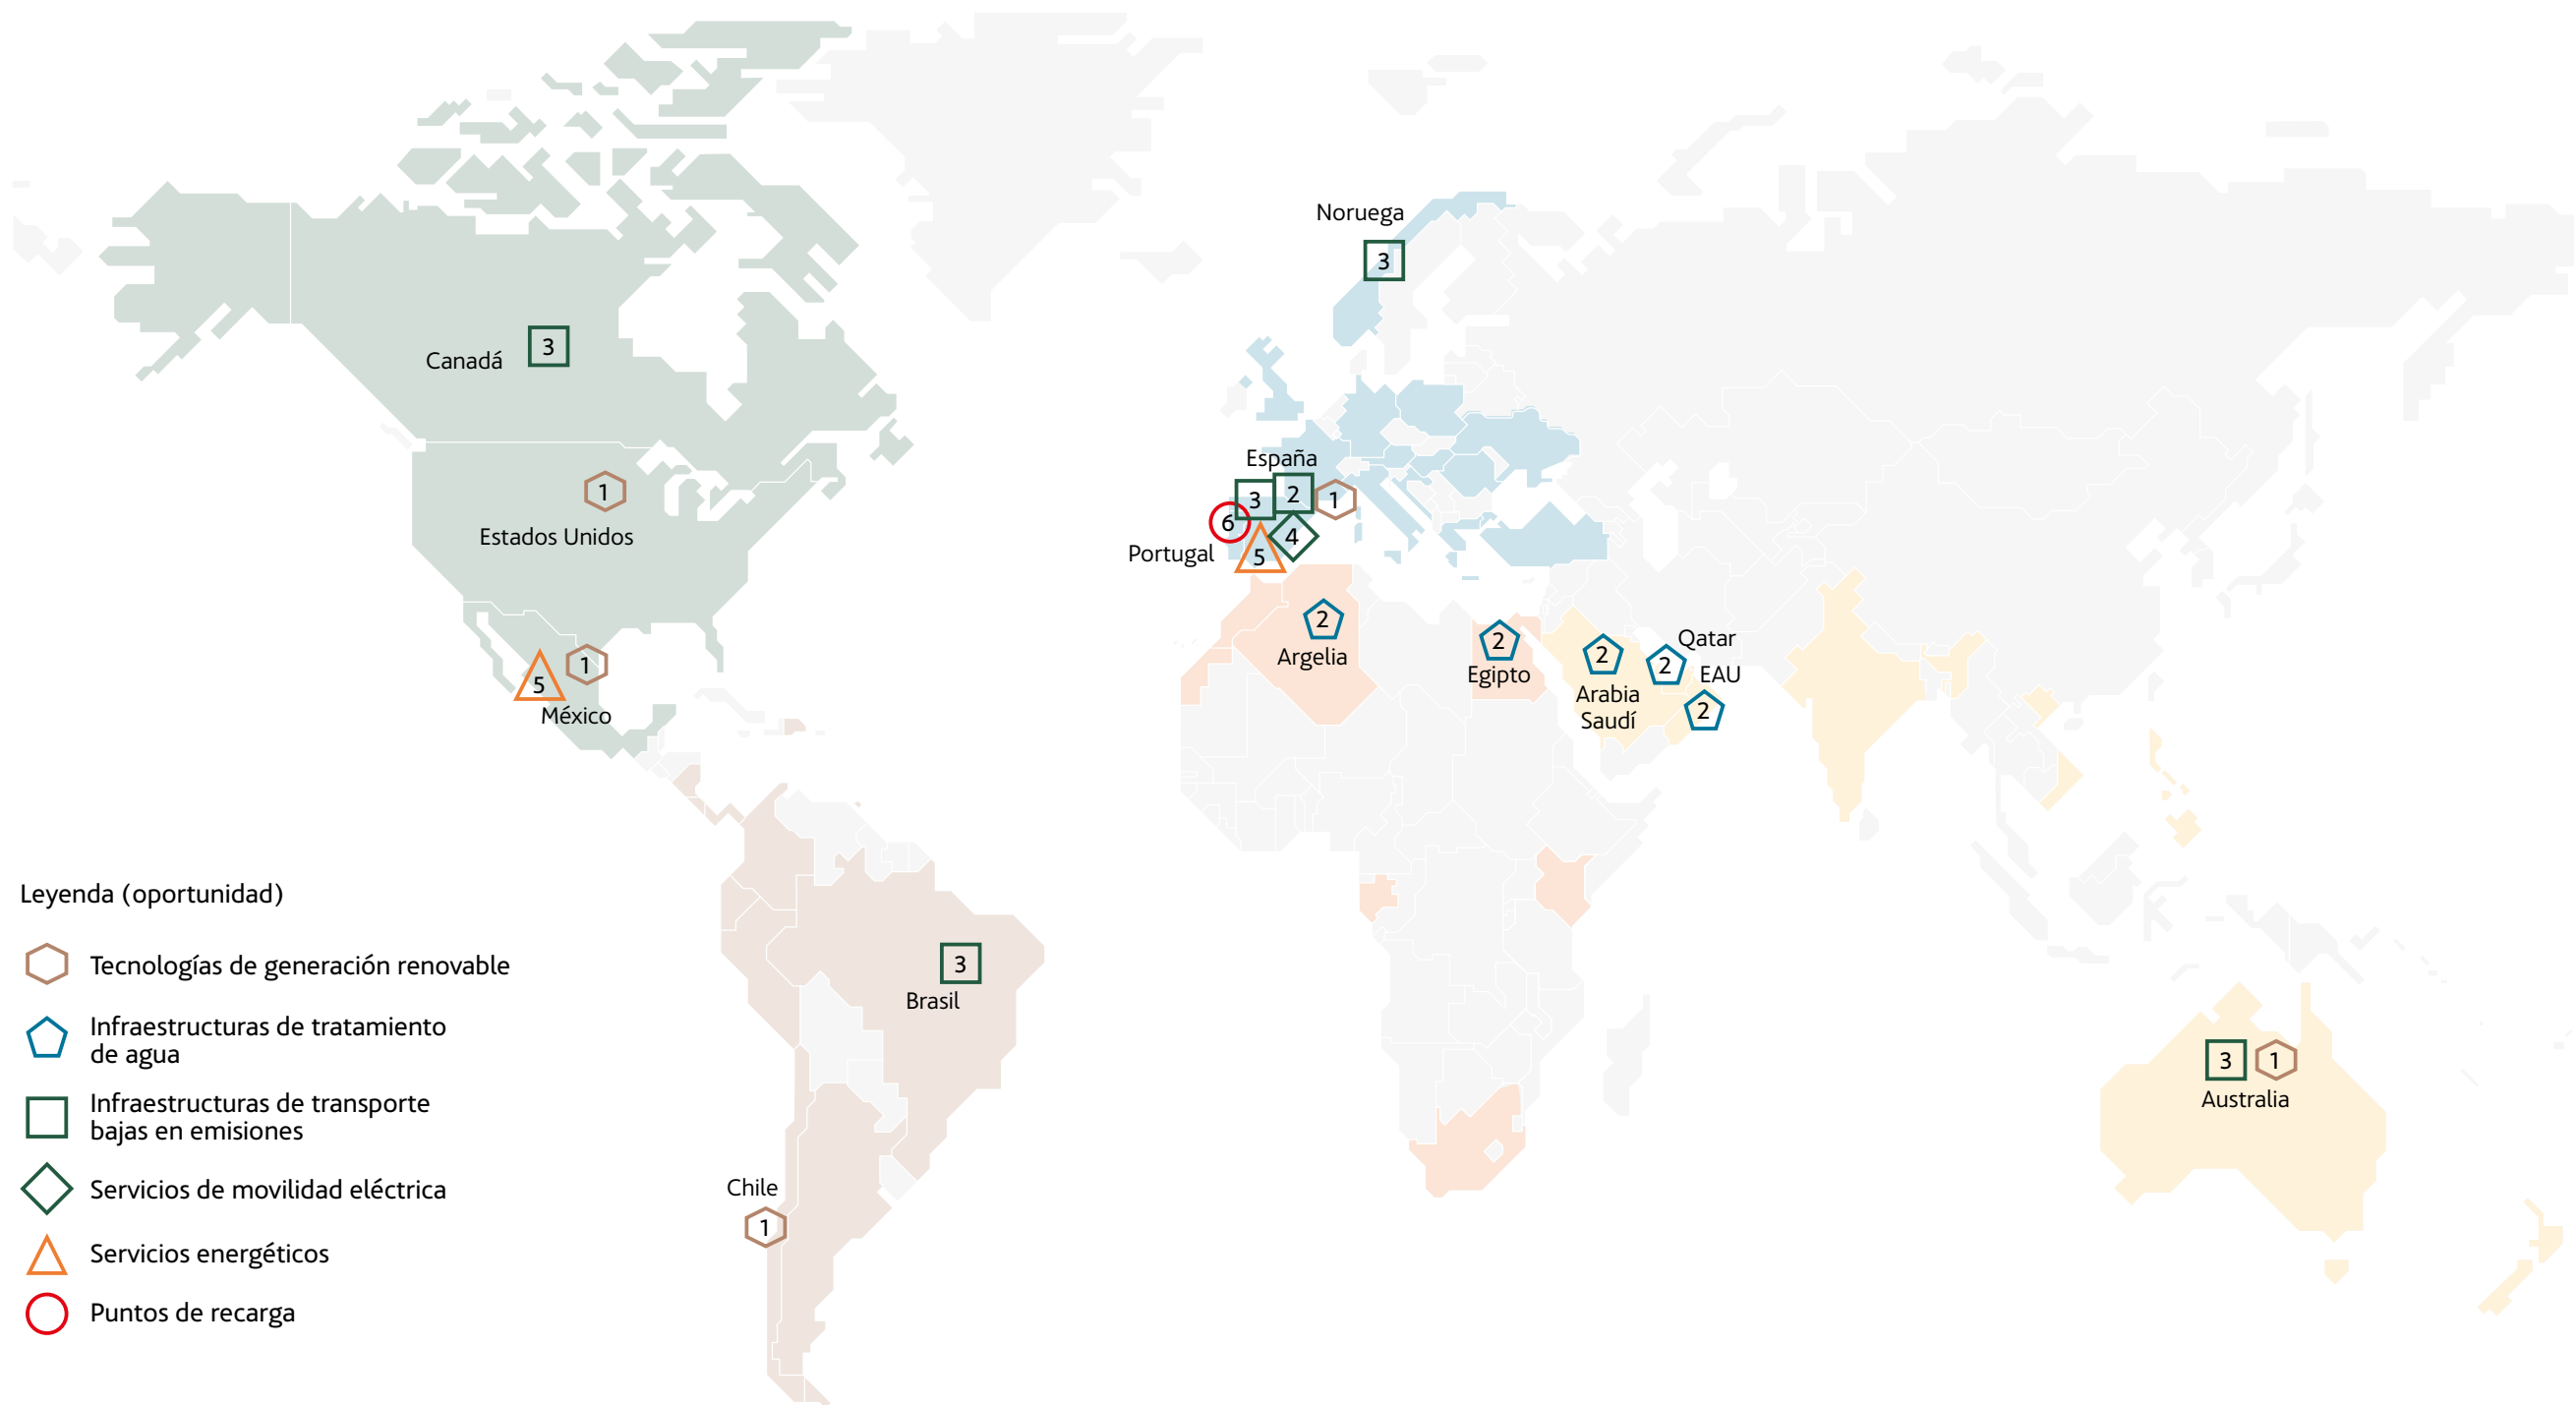 Noruega
3
Canadá
3
España
1
3
2
1
6
4
Estados Unidos
Portugal
5
2
Argelia
2
Egipto
2
Arabia
Saudí
Qatar
2
EAU
2
1
5
México
Leyenda (oportunidad)
Tecnologías de generación renovable
Infraestructuras de tratamiento
de agua
Infraestructuras de transporte
bajas en emisiones
Servicios de movilidad eléctrica
Servicios energéticos
Puntos de recarga
3
Brasil
3
1
Australia
Chile
1